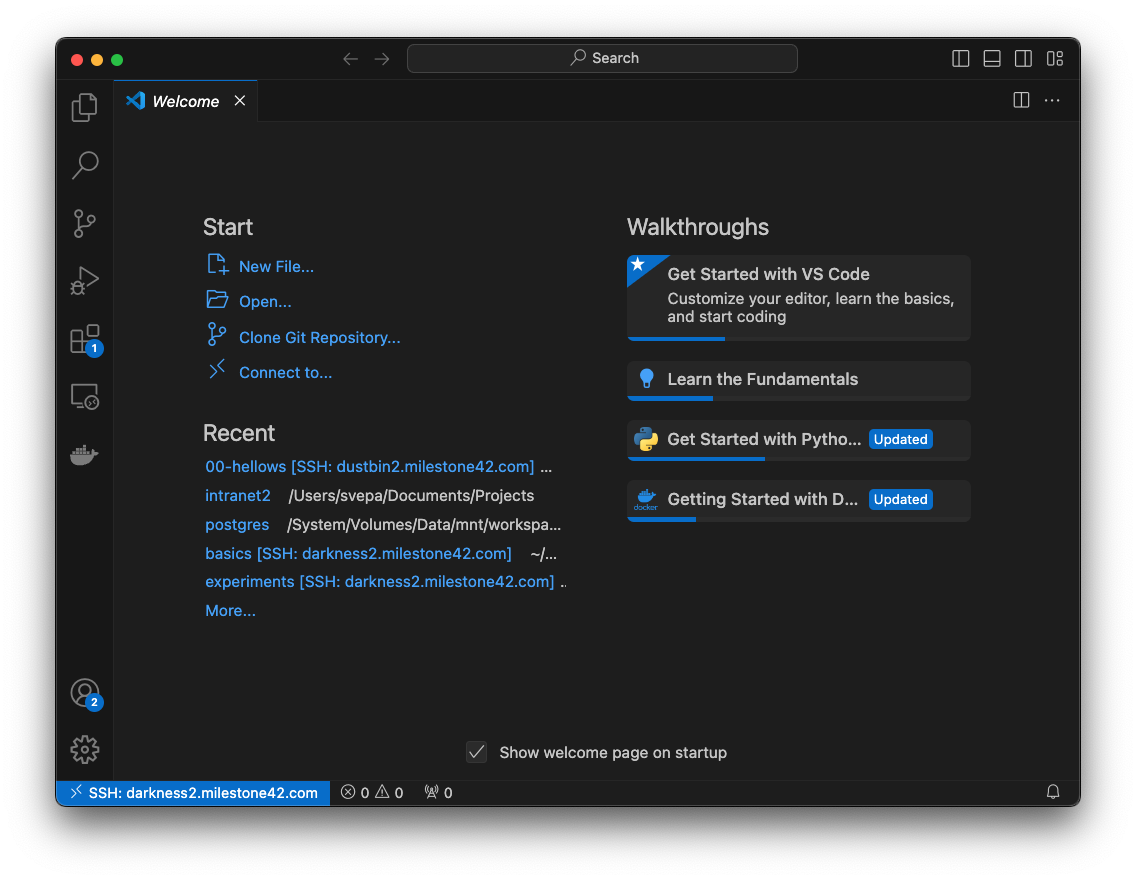 Search
Welcome
Start
New File...
Open...
Clone Git Repository...
Connect to...
Recent
00-hellows [SSH: dustbin2.milestone42.com] ...
intranet2 /Users/svepa/Documents/Projects
postgres /System/Volumes/Data/mnt/workspa...
basics [SSH: darkness2.milestone42.com] ~/...
experiments [SSH: darkness2.milestone42.com] ..
More...
Walkthroughs
Get Started with VS Code
Customize your editor, learn the basics,
and start coding
Learn the Fundamentals
Get Started with Pytho... Updated
docker
Getting Started with D... Updated
1
2
Show welcome page on startup
SSH: darkness2.milestone42.com 0 0 0